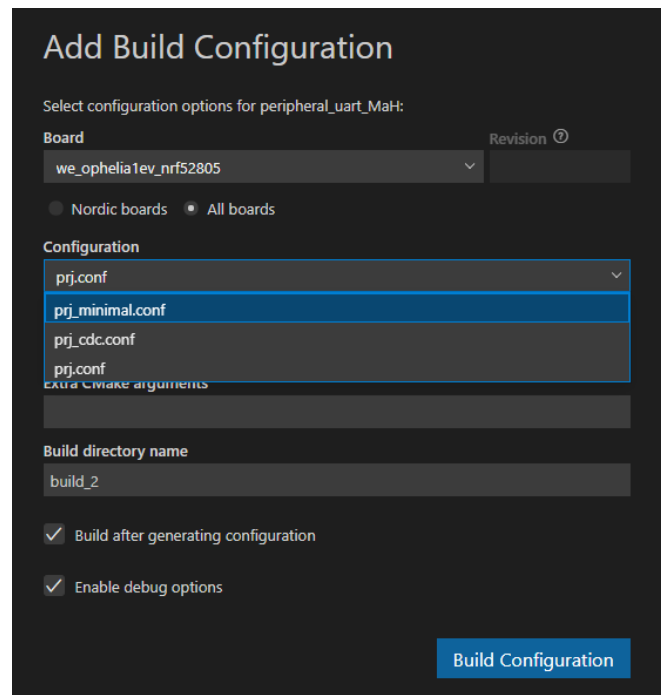 Add Build Configuration
Select configuration options for peripheral_uart_MaH:
Board
Revision ?
we_ophelia1ev_nrf52805
Nordic boards
All boards
Configuration
prj.conf
prj_minimal.conf
prj_cdc.conf
prj.conf
Extra CMake arguments
Build directory name
build_2
Build after generating configuration
Enable debug options
Build Configuration